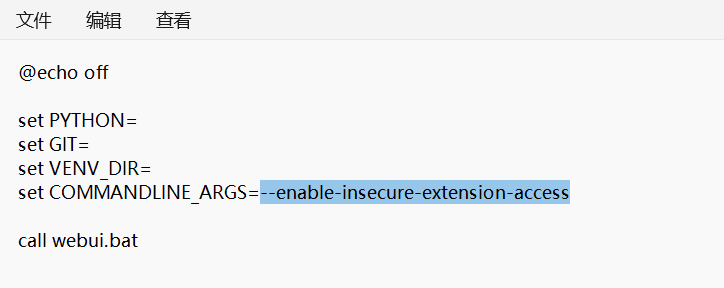 文件 编辑 查看
@echo off
set PYTHON=
set GIT=
set VENV_DIR=
set COMMANDLINE_ARGS=--enable-insecure-extension-access
call webui.bat